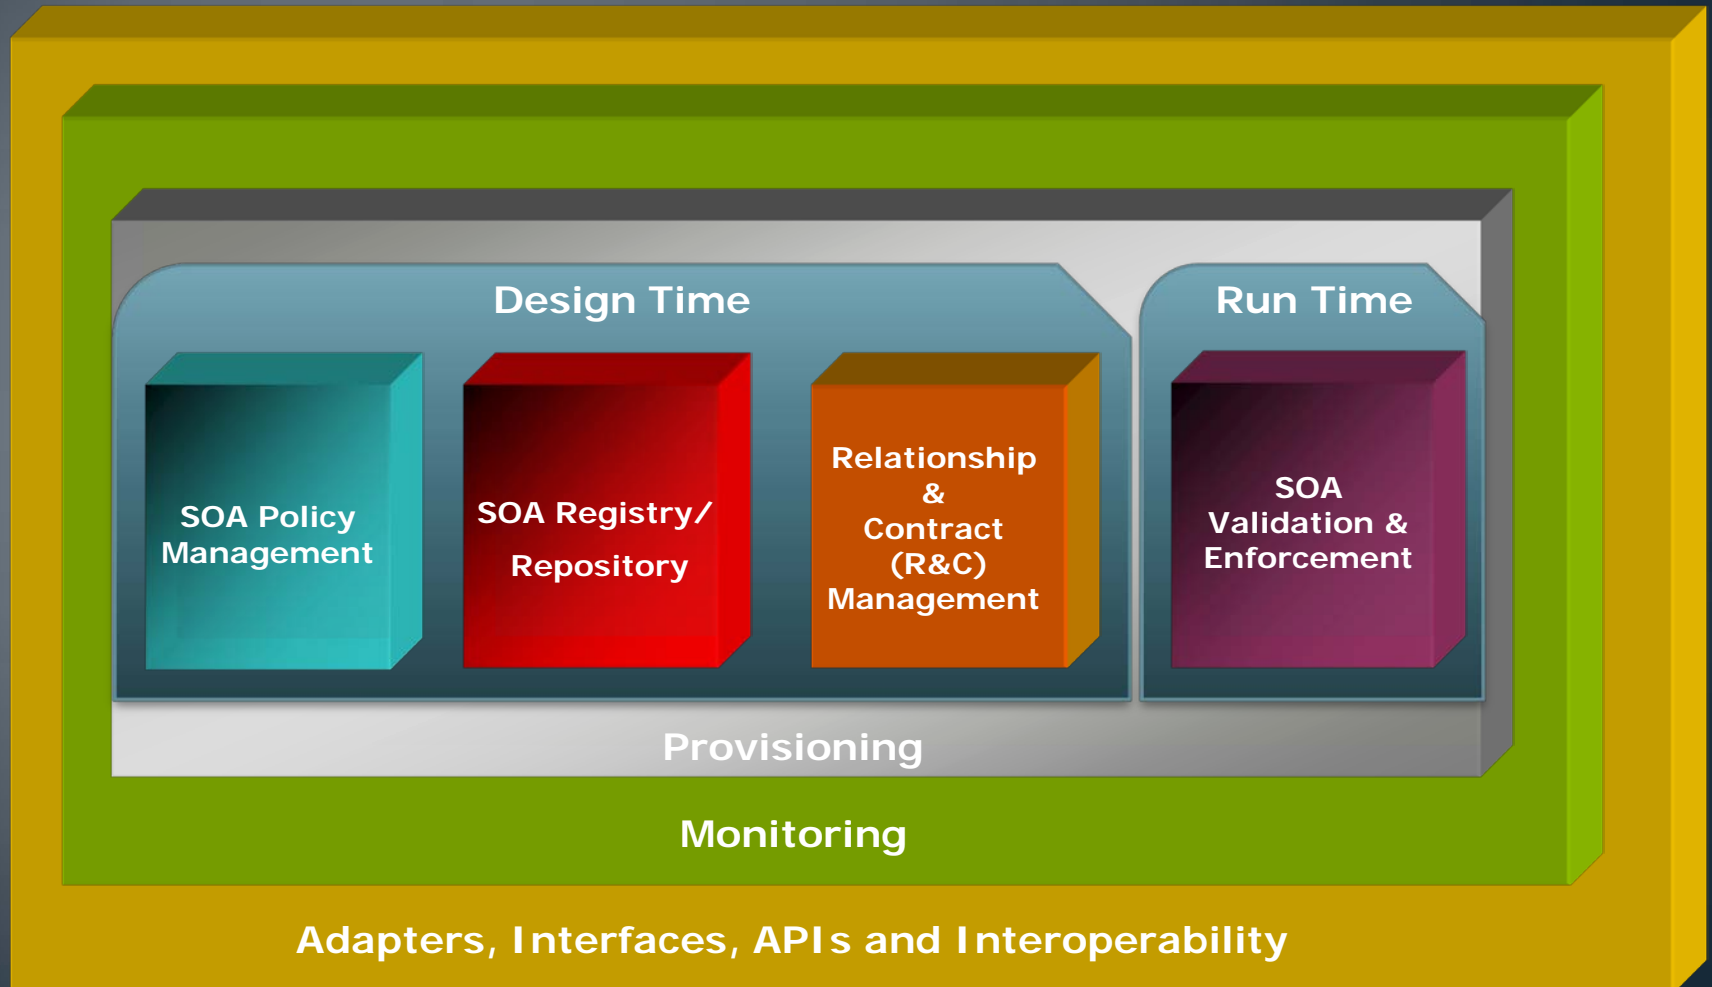 Design Time
Run Time
SOA Policy
Management
SOA Registry/
Repository
Relationship
&
Contract
(R&C)
Management
SOA
Validation &
Enforcement
Provisioning
Monitoring
Adapters, Interfaces, APIs and Interoperability